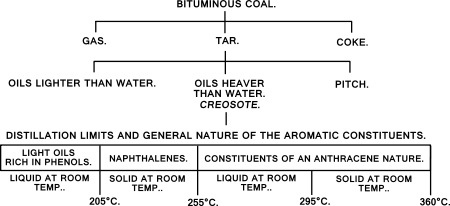 BITUMINOUS COAL.
GAS. TAR. COKE.
OILS LIGHTER THAN WATER. OILS HEAVER PITCH.
THAN WATER.
CREOSOTE.
DISTILLATION LIMITS AND GENERAL NATURE OF THE AROMATIC CONSTITUENTS.
LIGHT OILS NAPHTHALENES. CONSTITUENTS OF AN ANTHRACENE NATURE.
RICH IN PHENOLS.
LIQUID AT ROOM SOLID AT ROOM LIQUID AT ROOM SOLID AT ROOM
TEMP.. TEMP.. TEMP.. TEMP..
205°C. 255°C. 295°C. 360°C.